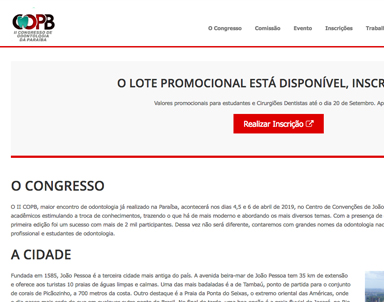 COPB
II CONGRESSO DE
ODONTOLOGIA
DA PARAÍBA
O Congresso Comissão Evento Inscrições
O LOTE PROMOCIONAL ESTÁ DISPONÍVEL,
Valores promocionais para estudantes e Cirurgiões Dentistas até o dia 20 de Setembro.
Realizar Inscrição
O CONGRESSO
O II COPB, maior encontro de odontologia já realizado na Paraíba, acontecerá nos dias 4,5 e 6 de abril de 2019, no Centro de Convenções de João
acadêmicos estimulando a troca de conhecimentos, trazendo o que há de mais moderno e abordando os mais diversos temas. Com a presença de
primeira edição foi um sucesso com mais de 2 mil participantes. Dessa vez não será diferente, contaremos com grandes nomes da odontologia
profissional e estudantes de odontologia.
A CIDADE
Fundada em 1585, João Pessoa é a terceira cidade mais antiga do país. A avenida beira-mar de João Pessoa tem 35 km de extensão
e oferece aos turistas 10 praias de águas limpas e calmas. Uma das mais badaladas é a de Tambaú, ponto de partida para o conjunto
de corais de Picãozinho, a 700 metros da costa. Outro destaque é a Praia da Ponta do Seixas, o extremo oriental das Américas, onde